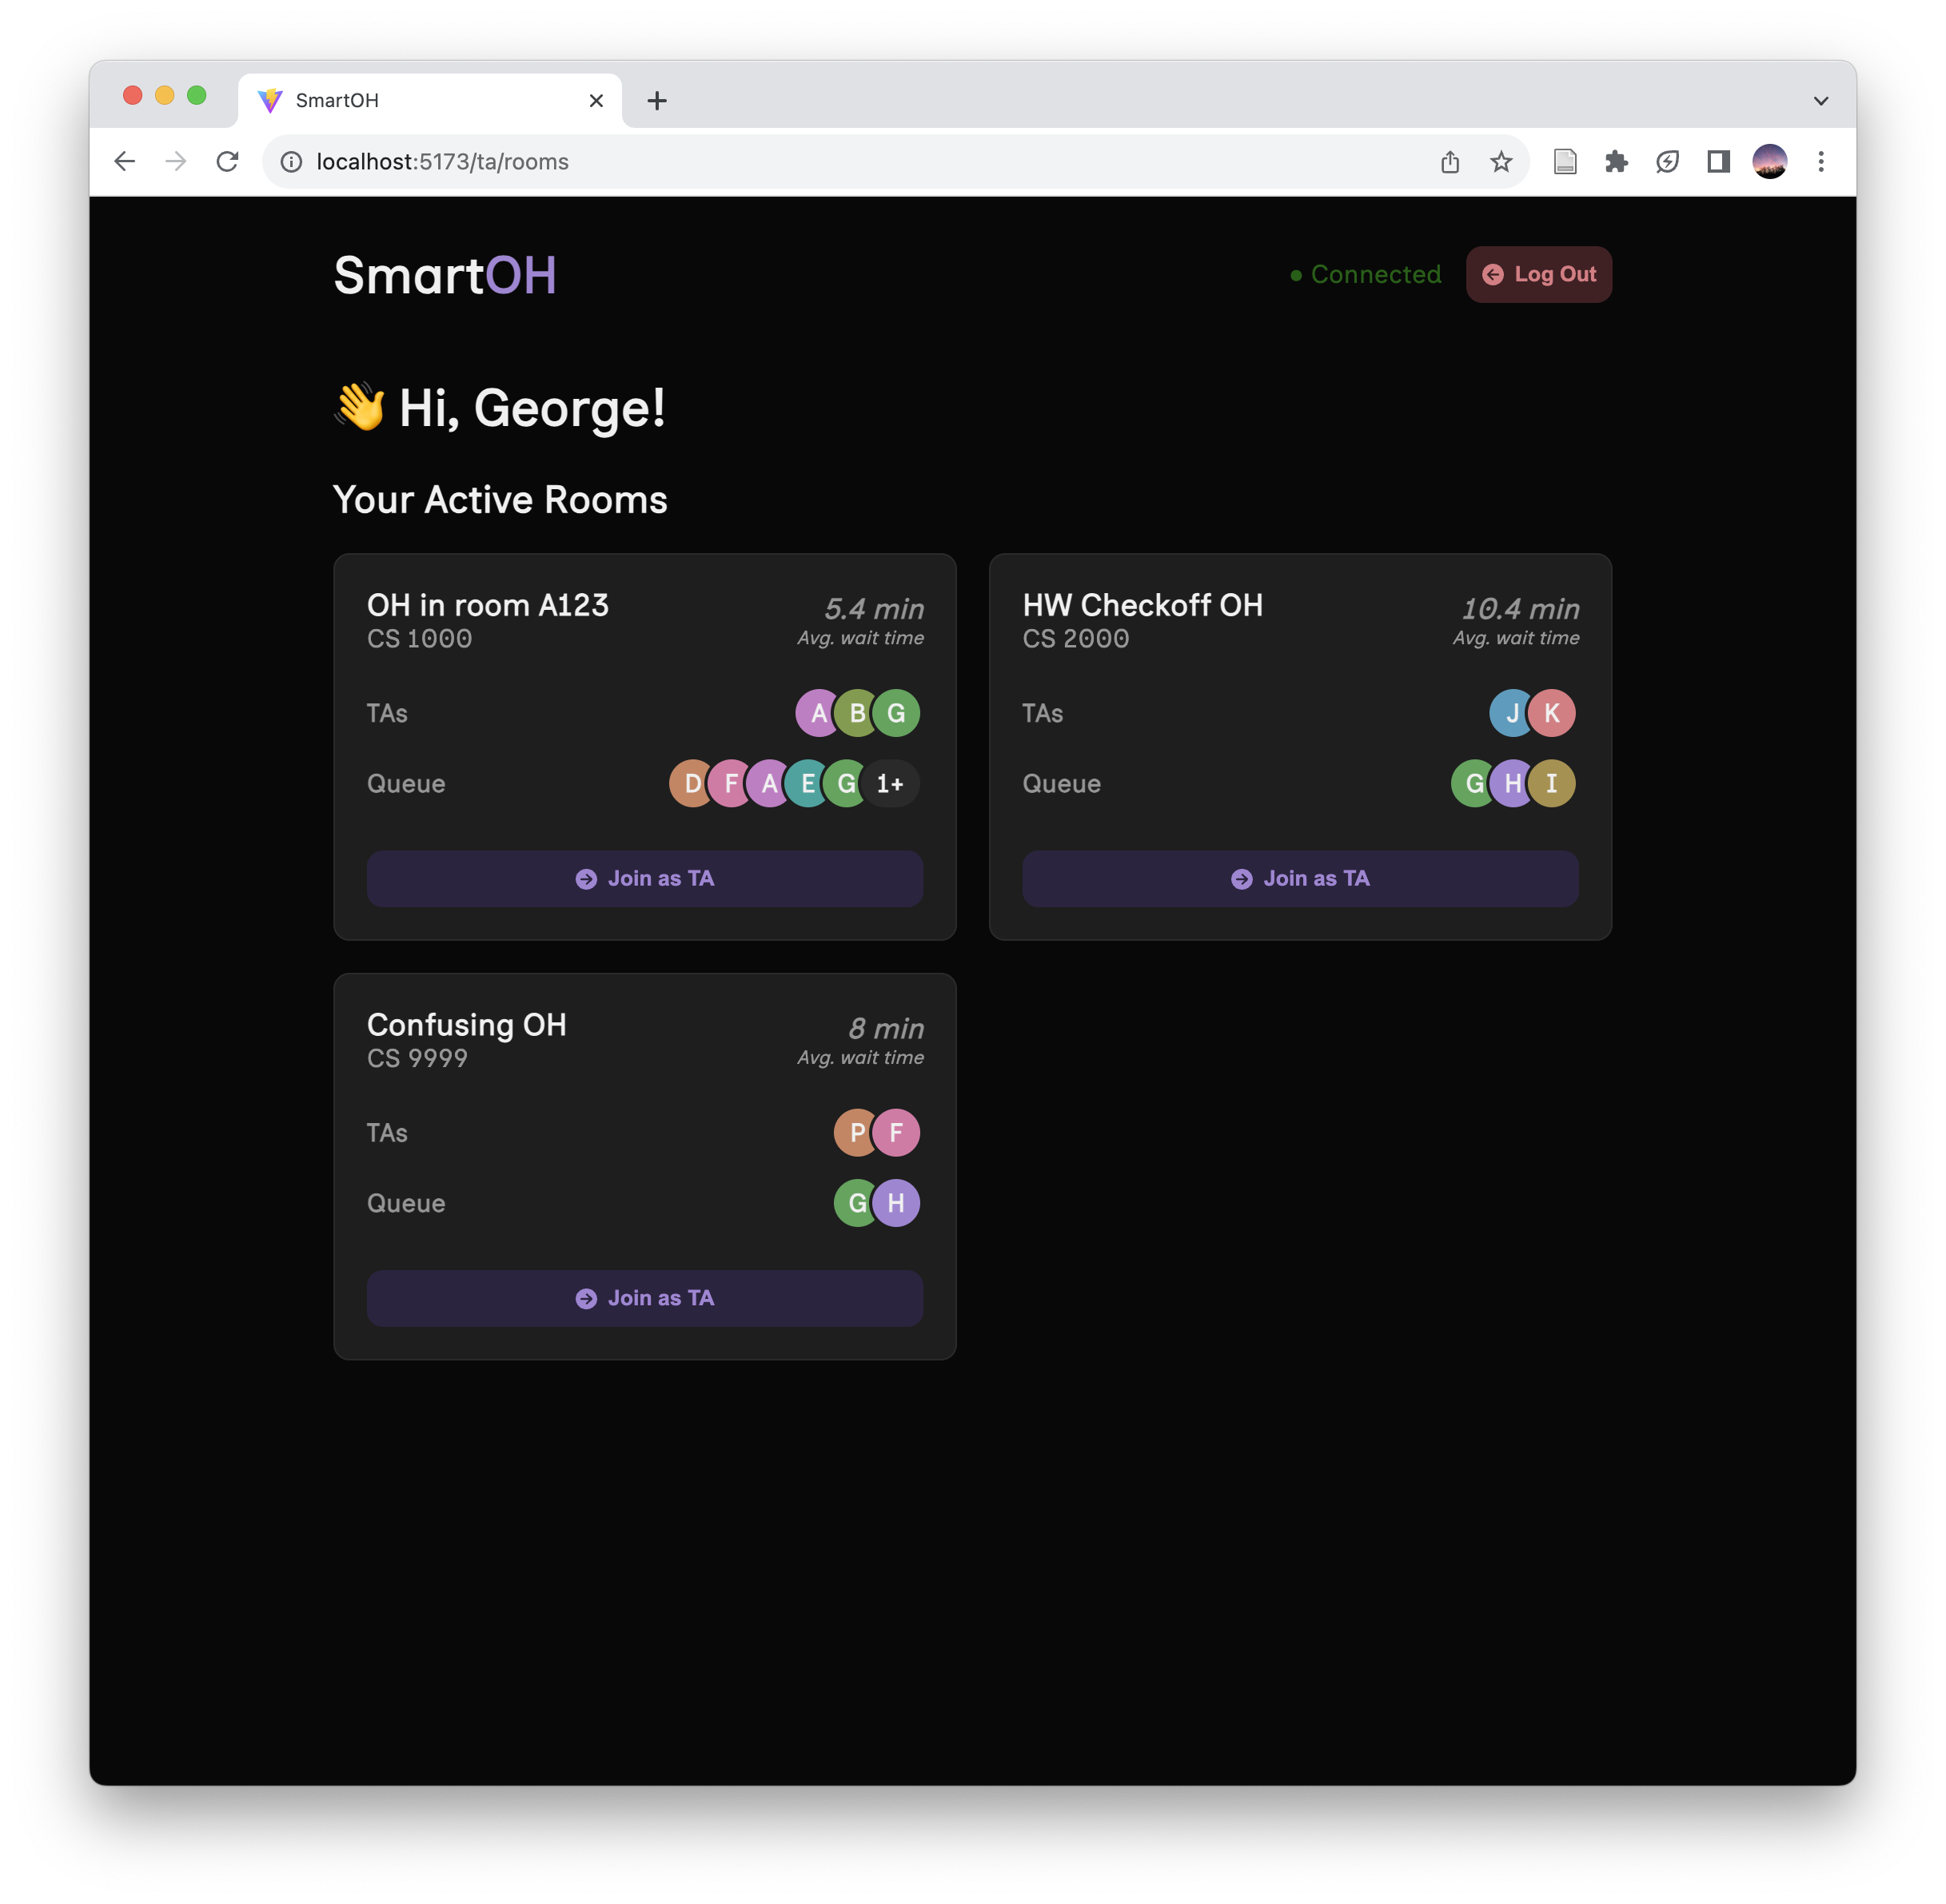 SmartOH
localhost:5173/ta/rooms
SmartOH
Connected
Log Out
👋 Hi, George!
Your Active Rooms
OH in room A123
5.4 min
CS 1000
Avg. wait time
TAs
A B G
Queue
D F A E G 1+
Join as TA
HW Checkoff OH
10.4 min
CS 2000
Avg. wait time
TAs
J K
Queue
G H I
Join as TA
Confusing OH
8 min
CS 9999
Avg. wait time
TAs
P F
Queue
G H
Join as TA